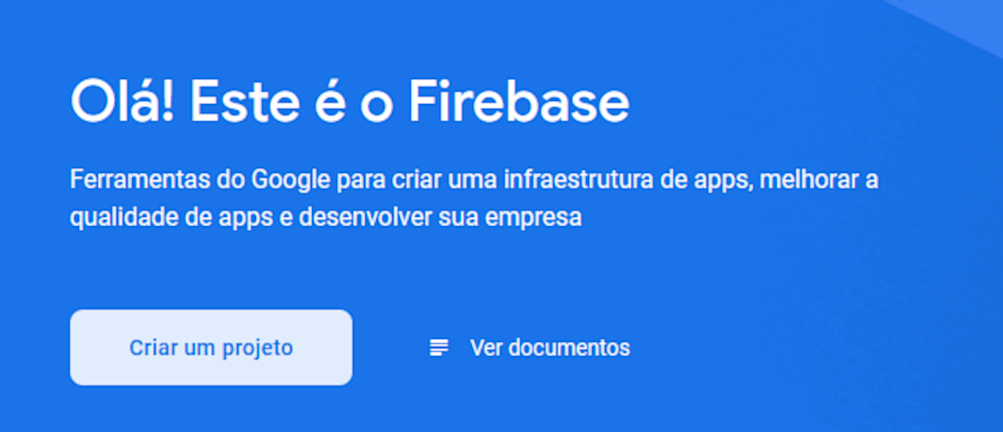 Olá! Este é o Firebase
Ferramentas do Google para criar uma infraestrutura de apps, melhorar a
qualidade de apps e desenvolver sua empresa
Criar um projeto
Ver documentos